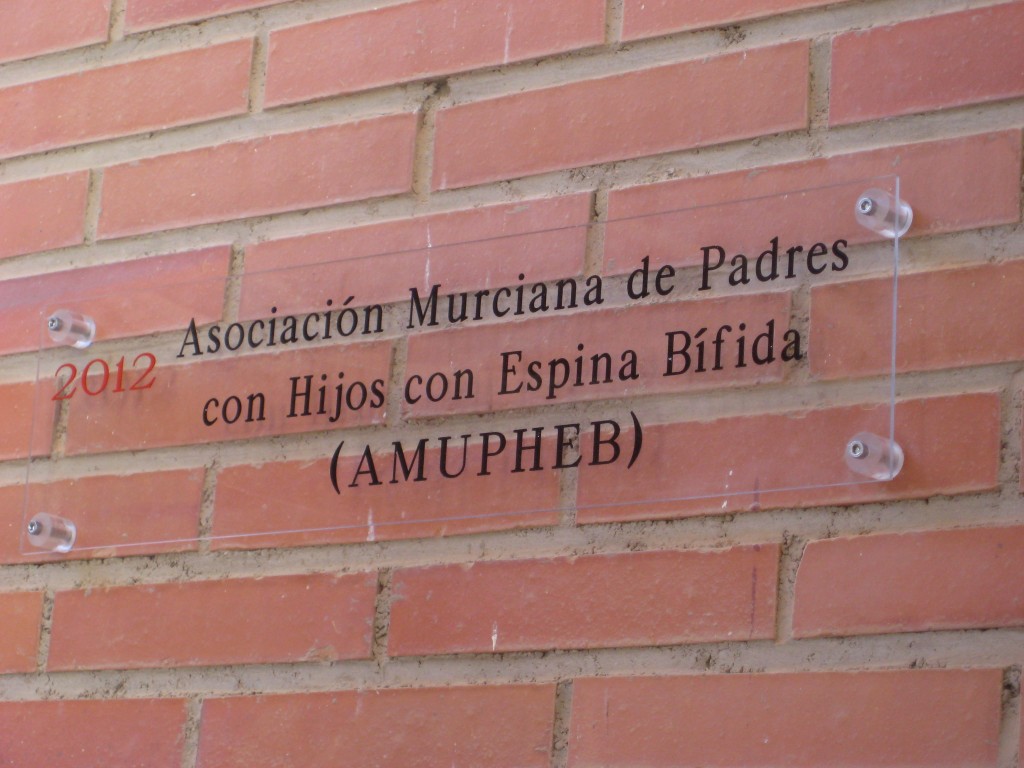 2012 Asociación Murciana de Padres
con Hijos con Espina Bífida
(AMUPHEB)